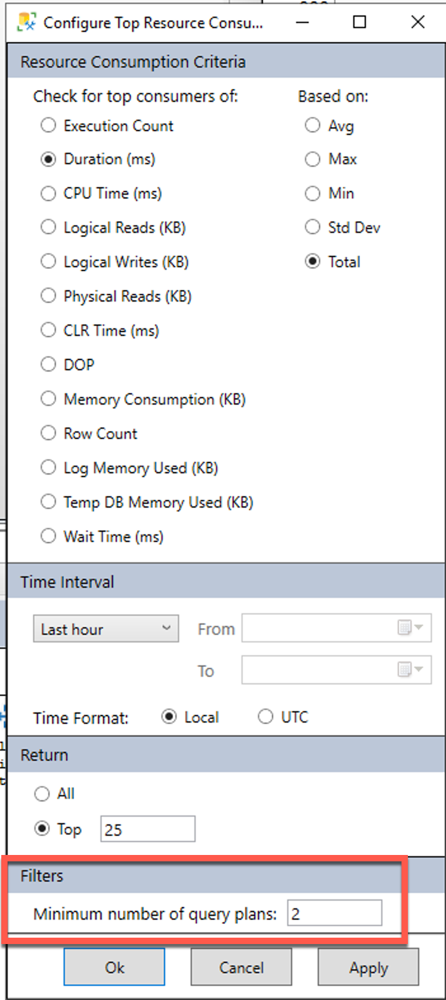 Configure Top Resource Consu...
Resource Consumption Criteria
Check for top consumers of:
Based on:
Execution Count
Avg
Duration (ms)
Max
CPU Time (ms)
Min
Logical Reads (KB)
Std Dev
Logical Writes (KB)
Total
Physical Reads (KB)
CLR Time (ms)
DOP
Memory Consumption (KB)
Row Count
Log Memory Used (KB)
Temp DB Memory Used (KB)
Wait Time (ms)
Time Interval
Last hour
From
To
Time Format:
Local
UTC
Return
All
Top
25
Filters
Minimum number of query plans:
2
Ok
Cancel
Apply